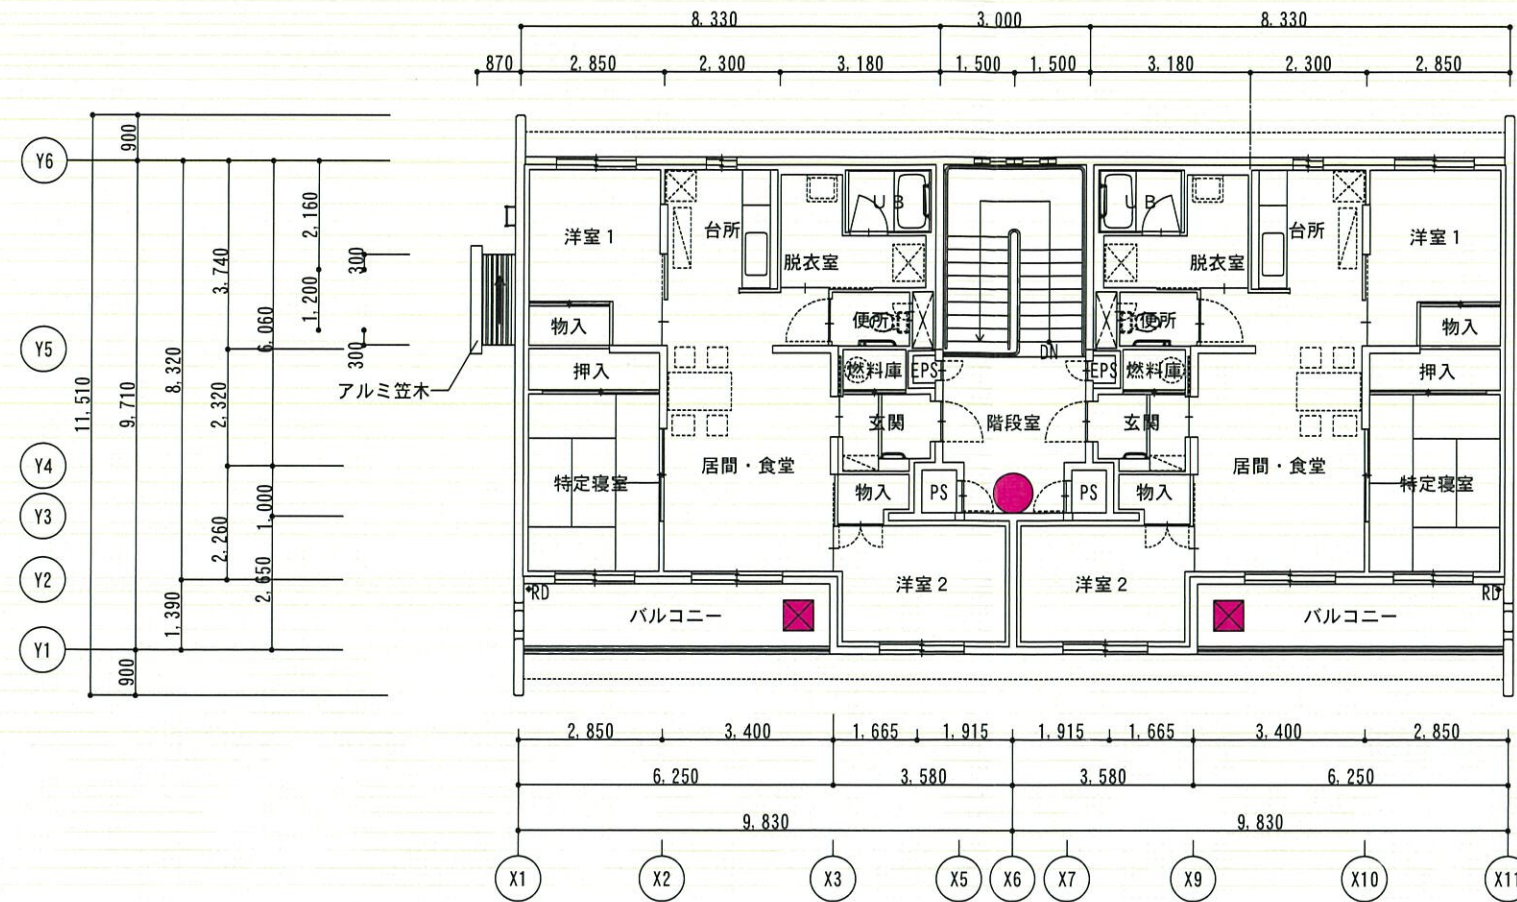 8,330 3,000 8,330
870 2,850 2,300 3,180 1,500 1,500 3,180 2,300 2,850
Y6
Y5
Y4
Y3
Y2
Y1
11,510
900
9,710
900
8,320
1,390
3,740
2,320
2,260
6,060
1,000
2,650
2,160
1,200
300
300
アルミ笠木
洋室1 台所 UB UB 台所 洋室1
脱衣室 脱衣室
物入 便所 便所 物入
DN
押入 燃料庫 EPS EPS 燃料庫 押入
玄関 階段室 玄関
居間・食堂 居間・食堂
特定寝室 物入 PS PS 物入 特定寝室
洋室2 洋室2
RD RD
バルコニー バルコニー
2,850 3,400 1,665 1,915 1,915 1,665 3,400 2,850
6,250 3,580 3,580 6,250
9,830 9,830
X1 X2 X3 X5 X6 X7 X9 X10 X11